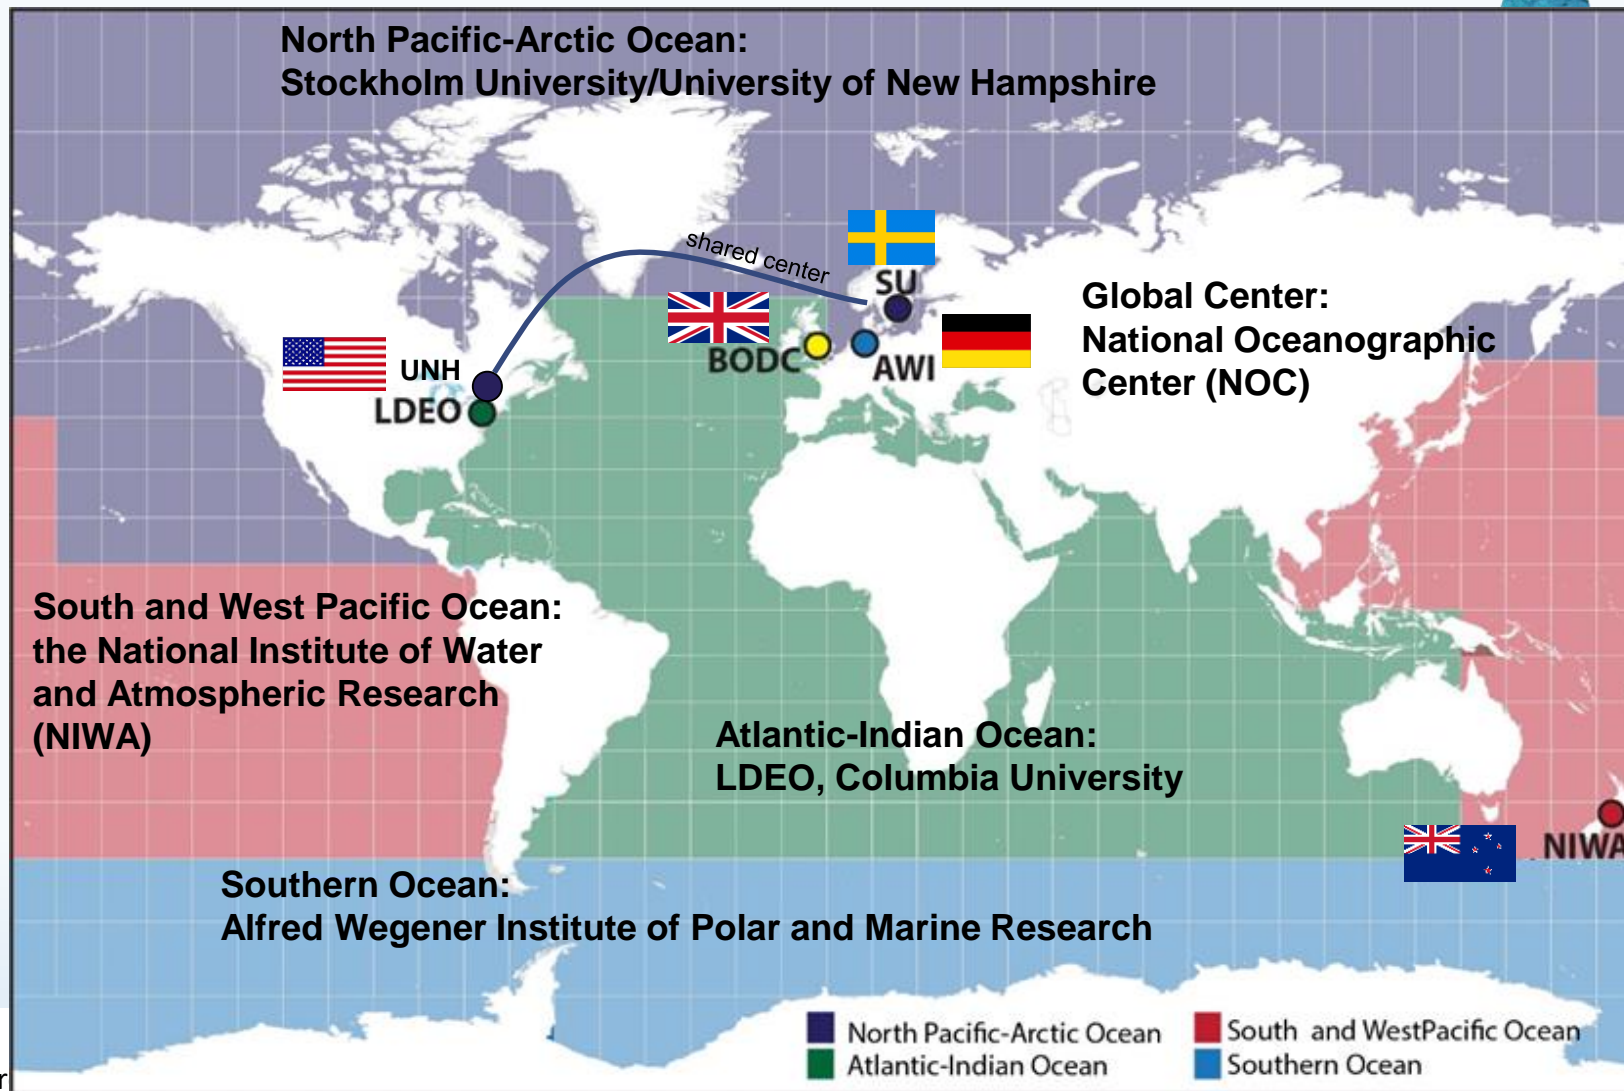 North Pacific-Arctic Ocean:
Stockholm University/University of New Hampshire
shared center
SU
BODC
AWI
UNH
LDEO
Global Center:
National Oceanographic
Center (NOC)
South and West Pacific Ocean:
the National Institute of Water
and Atmospheric Research
(NIWA)
Atlantic-Indian Ocean:
LDEO, Columbia University
NIWA
Southern Ocean:
Alfred Wegener Institute of Polar and Marine Research
North Pacific-Arctic Ocean
Atlantic-Indian Ocean
South and WestPacific Ocean
Southern Ocean
r